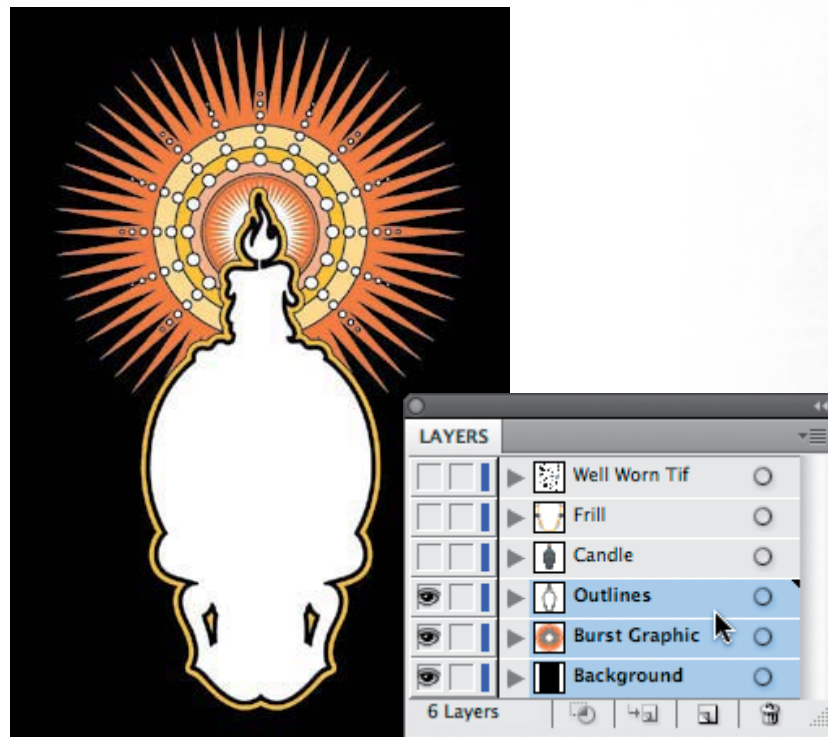 LAYERS
Well Worn Tif
Frill
Candle
Outlines
Burst Graphic
Background
6 Layers